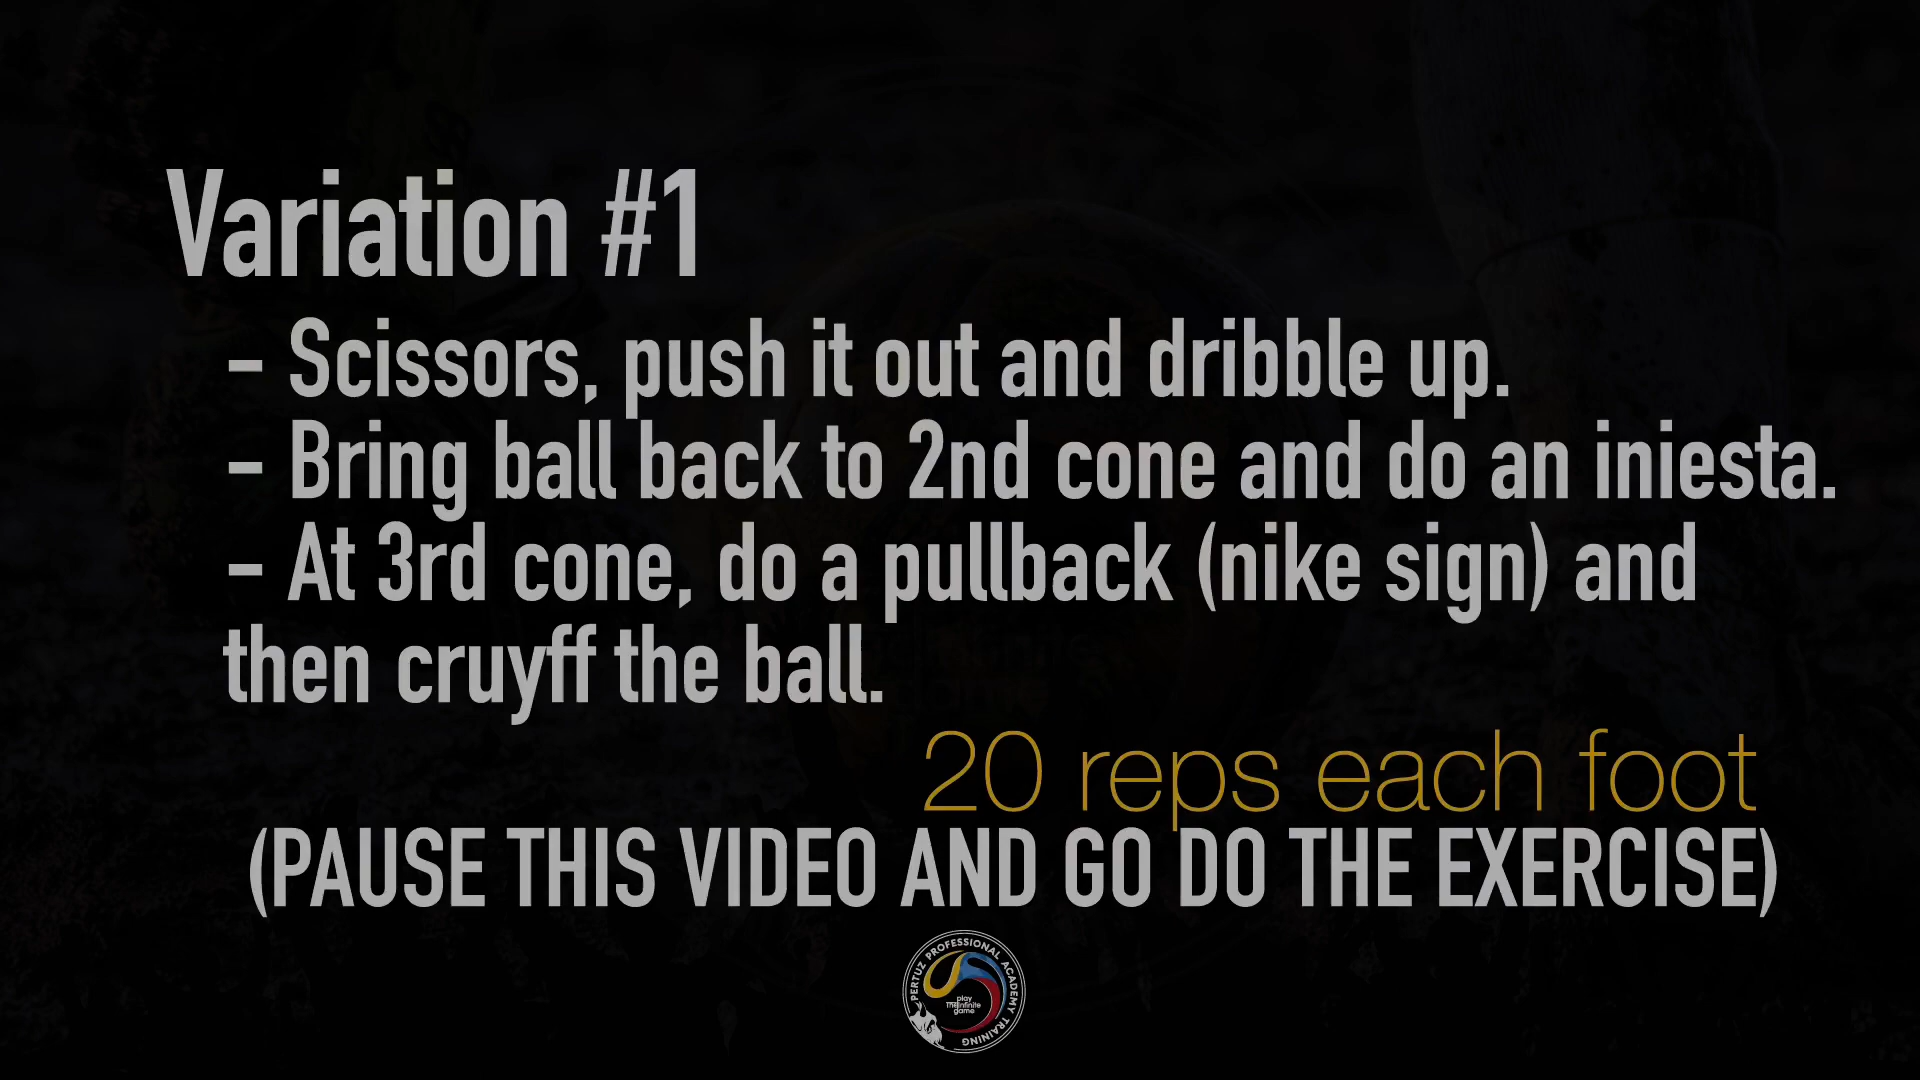 Variation #1
- Scissors, push it out and dribble up.
- Bring ball back to 2nd cone and do an iniesta.
- At 3rd cone, do a pullback (nike sign) and
then cruyff the ball.
20 reps each foot
(PAUSE THIS VIDEO AND GO DO THE EXERCISE)
PERTUZ PROFESSIONAL ACADEMY TRAINING
play
the infinite
game